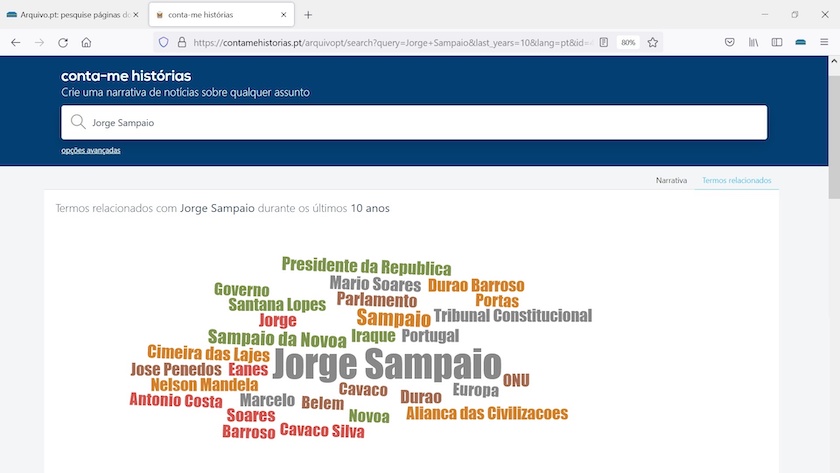 Arquivo.pt: pesquise páginas do
conta-me histórias
https://contamehistorias.pt/arquivopt/search?query=Jorge+Sampaio&last_years=10&lang=pt&id=
80%
conta-me histórias
Crie uma narrativa de notícias sobre qualquer assunto
Jorge Sampaio
opções avançadas
Narrativa
Termos relacionados
Termos relacionados com Jorge Sampaio durante os últimos 10 anos
Presidente da Republica
Mario Soares
Durao Barroso
Governo
Parlamento
Portas
Santana Lopes
Jorge
Sampaio
Tribunal Constitucional
Sampaio da Novoa
Iraque
Portugal
Cimeira das Lajes
Jorge Sampaio
Jose Penedos
Eanes
Nelson Mandela
Cavaco
Europa
ONU
Antonio Costa
Marcelo
Belem
Durao
Soares
Novoa
Alianca das Civilizacoes
Barroso
Cavaco Silva